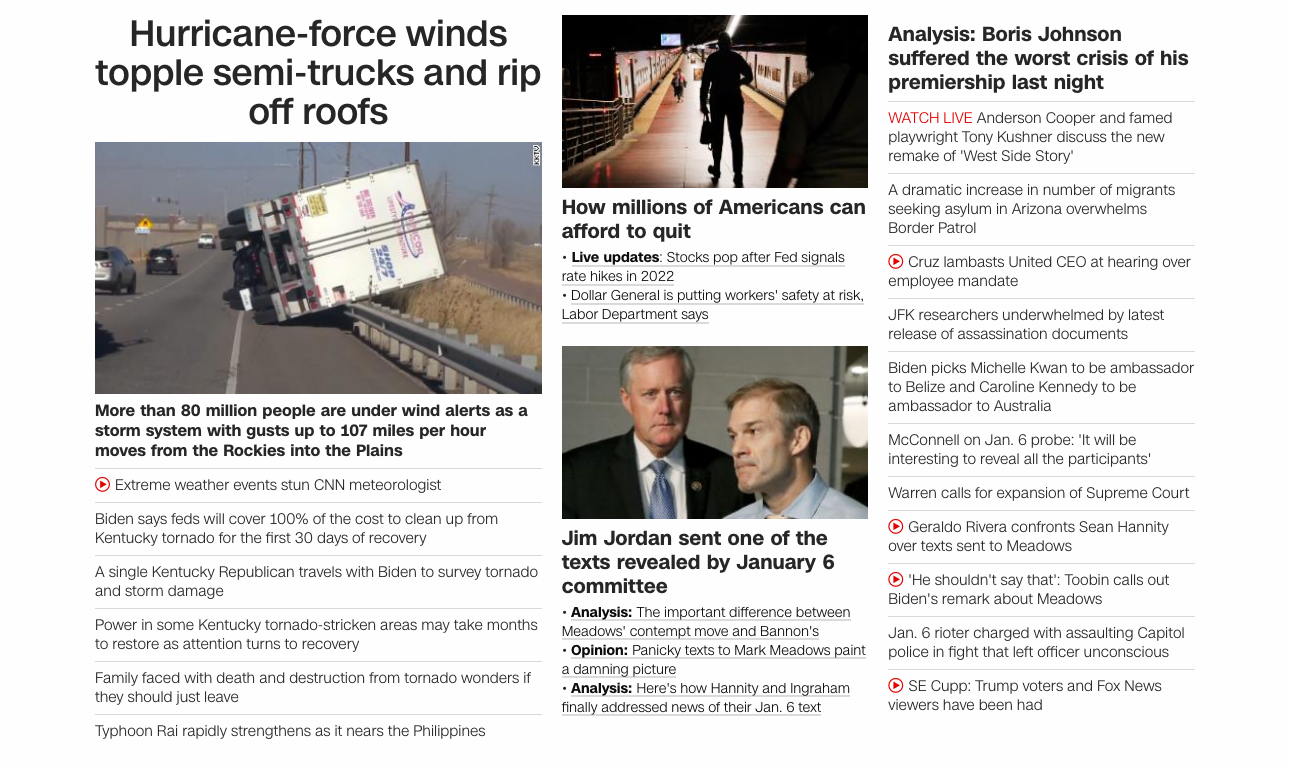 Hurricane-force winds
topple semi-trucks and rip
off roofs
KKTV
SHOP
24/7
More than 80 million people are under wind alerts as a
storm system with gusts up to 107 miles per hour
moves from the Rockies into the Plains
Extreme weather events stun CNN meteorologist
Biden says feds will cover 100% of the cost to clean up from
Kentucky tornado for the first 30 days of recovery
A single Kentucky Republican travels with Biden to survey tornado
and storm damage
Power in some Kentucky tornado-stricken areas may take months
to restore as attention turns to recovery
Family faced with death and destruction from tornado wonders if
they should just leave
Typhoon Rai rapidly strengthens as it nears the Philippines
How millions of Americans can
afford to quit
• Live updates: Stocks pop after Fed signals
rate hikes in 2022
• Dollar General is putting workers' safety at risk,
Labor Department says
Jim Jordan sent one of the
texts revealed by January 6
committee
• Analysis: The important difference between
Meadows' contempt move and Bannon's
• Opinion: Panicky texts to Mark Meadows paint
a damning picture
• Analysis: Here's how Hannity and Ingraham
finally addressed news of their Jan. 6 text
Analysis: Boris Johnson
suffered the worst crisis of his
premiership last night
WATCH LIVE Anderson Cooper and famed
playwright Tony Kushner discuss the new
remake of 'West Side Story'
A dramatic increase in number of migrants
seeking asylum in Arizona overwhelms
Border Patrol
Cruz lambasts United CEO at hearing over
employee mandate
JFK researchers underwhelmed by latest
release of assassination documents
Biden picks Michelle Kwan to be ambassador
to Belize and Caroline Kennedy to be
ambassador to Australia
McConnell on Jan. 6 probe: 'It will be
interesting to reveal all the participants'
Warren calls for expansion of Supreme Court
Geraldo Rivera confronts Sean Hannity
over texts sent to Meadows
'He shouldn't say that': Toobin calls out
Biden's remark about Meadows
Jan. 6 rioter charged with assaulting Capitol
police in fight that left officer unconscious
SE Cupp: Trump voters and Fox News
viewers have been had